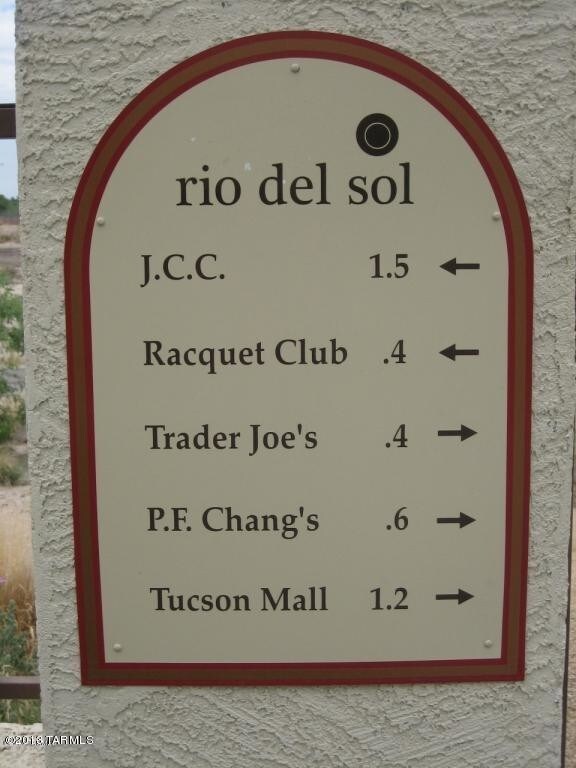 rio del sol
J.C.C. 1.5 ←
Racquet Club .4 ←
Trader Joe's .4 →
P.F. Chang's .6 →
Tucson Mall 1.2 →
©2013, TARMLS